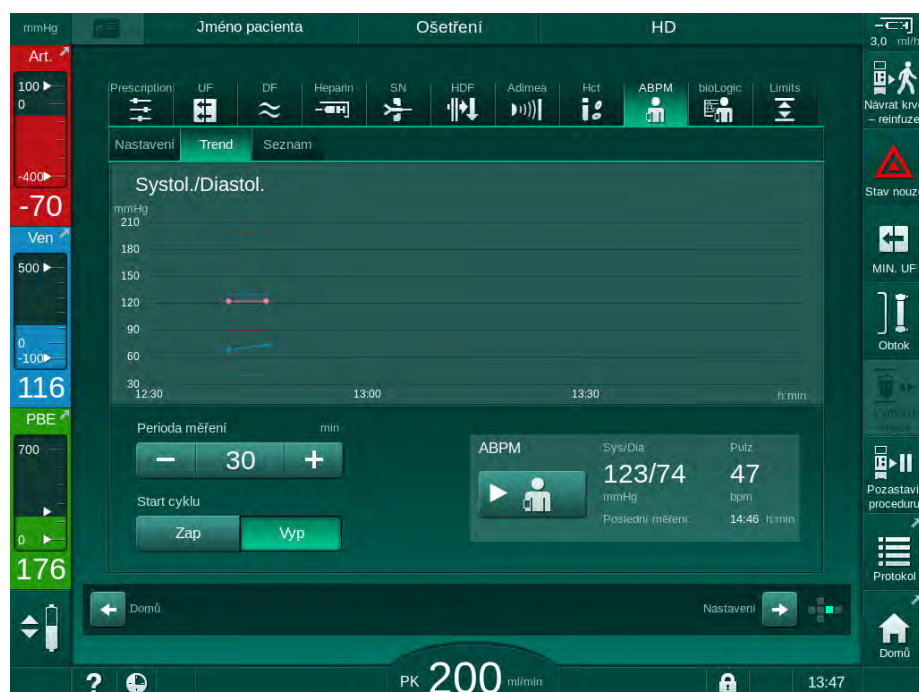 mmHg
Jméno pacienta
Ošetření
HD
3,0 ml/h
Art.
100
0
-400
-70
Ven
500
0
-100
116
PBE
700
0
176
Prescription
UF
DF
Heparin
SN
HDF
Adimea
Hct
ABPM
bioLogic
Limits
Nastavení
Trend
Seznam
Systol./Diastol.
mmHg
210
180
150
120
90
60
30
12:30
13:00
13:30
h:min
Perioda měření
min
30
Start cyklu
Zap
Vyp
ABPM
Sys/Dia
Pulz
123/74
47
mmHg
bpm
Poslední měření:
14:46 h:min
Domů
Nastavení
Návrat krve
– reinfuze
Stav nouze
MIN. UF
Obtok
Pozastavi
proceduru
Protokol
Domů
?
PK 200 ml/min
13:47